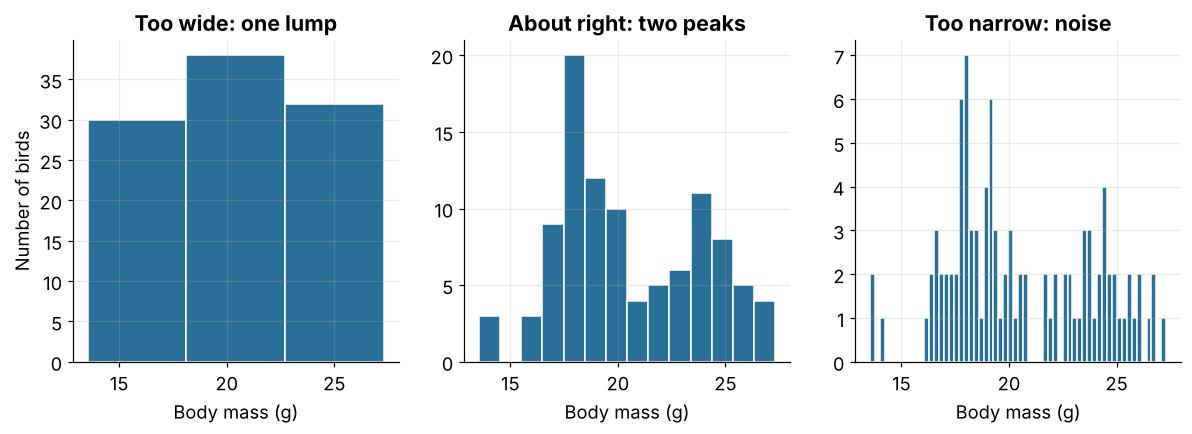 Too wide: one lump
Number of birds
35
30
25
20
15
10
5
0
15 20 25
Body mass (g)
About right: two peaks
20
15
10
5
0
15 20 25
Body mass (g)
Too narrow: noise
7
6
5
4
3
2
1
0
15 20 25
Body mass (g)